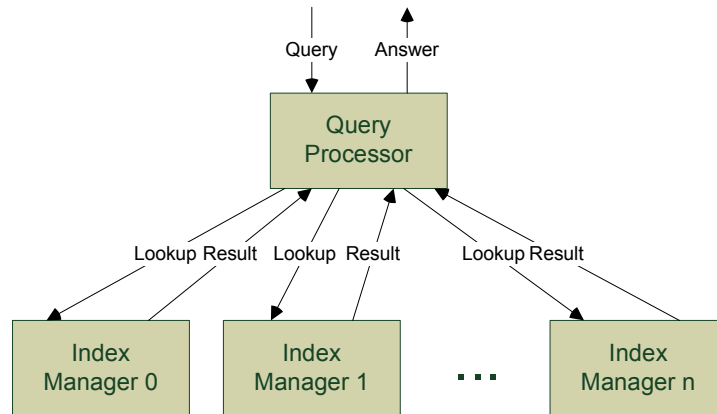 Query Answer
Query
Processor
Lookup Result Lookup Result Lookup Result
Index
Manager 0
Index
Manager 1
...
Index
Manager n